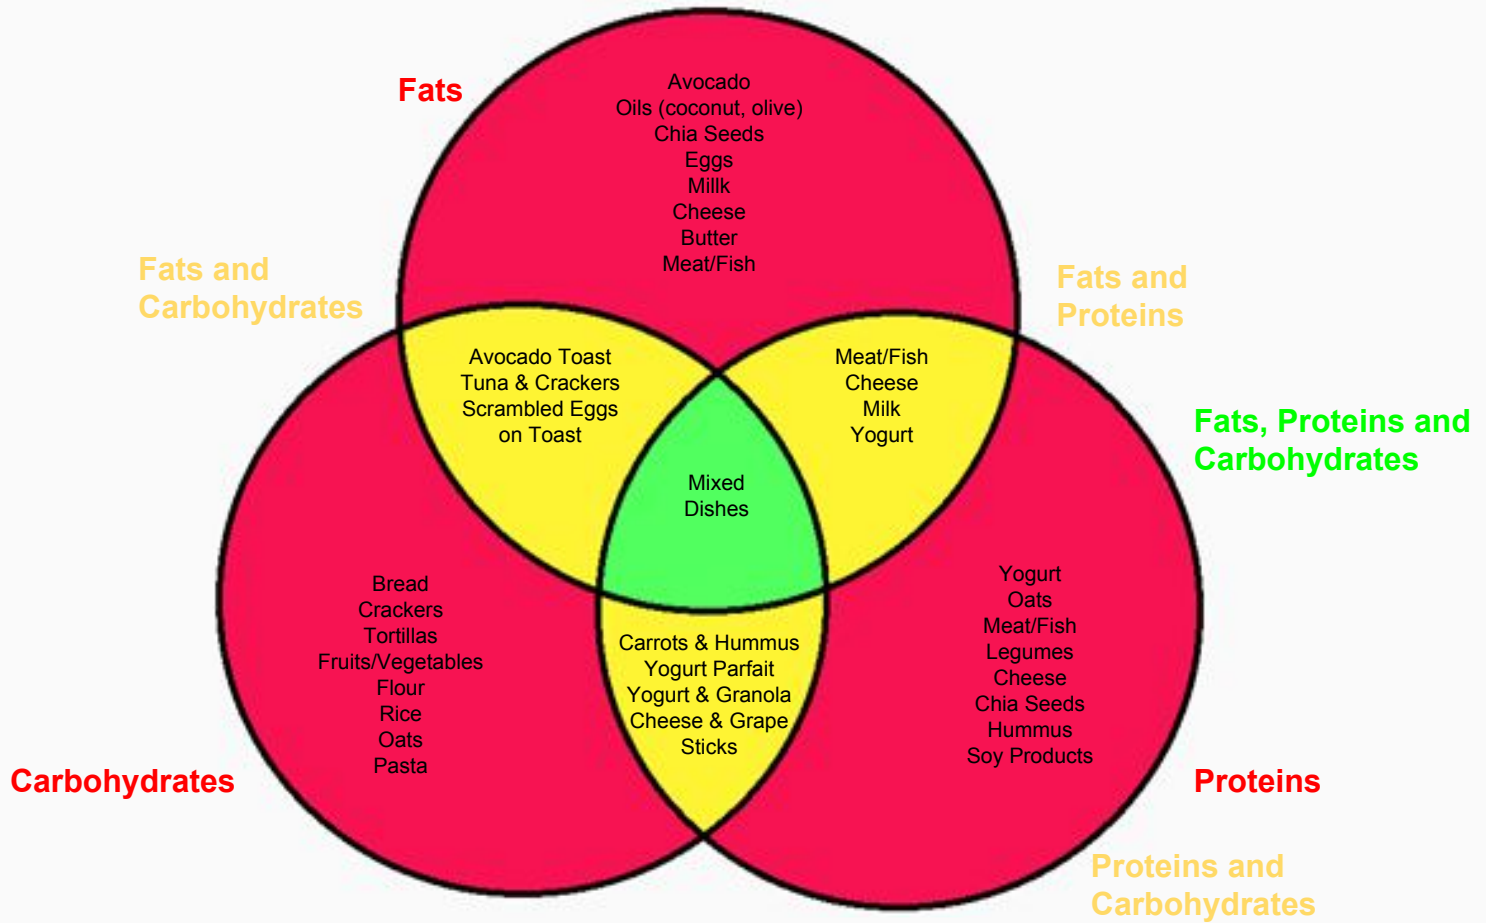 Fats
Avocado
Oils (coconut, olive)
Chia Seeds
Eggs
Millk
Cheese
Butter
Meat/Fish
Fats and
Carbohydrates
Fats and
Proteins
Avocado Toast
Tuna & Crackers
Scrambled Eggs
on Toast
Meat/Fish
Cheese
Milk
Yogurt
Fats, Proteins and
Carbohydrates
Mixed
Dishes
Bread
Crackers
Tortillas
Fruits/Vegetables
Flour
Rice
Oats
Pasta
Carrots & Hummus
Yogurt Parfait
Yogurt & Granola
Cheese & Grape
Sticks
Yogurt
Oats
Meat/Fish
Legumes
Cheese
Chia Seeds
Hummus
Soy Products
Carbohydrates
Proteins
Proteins and
Carbohydrates